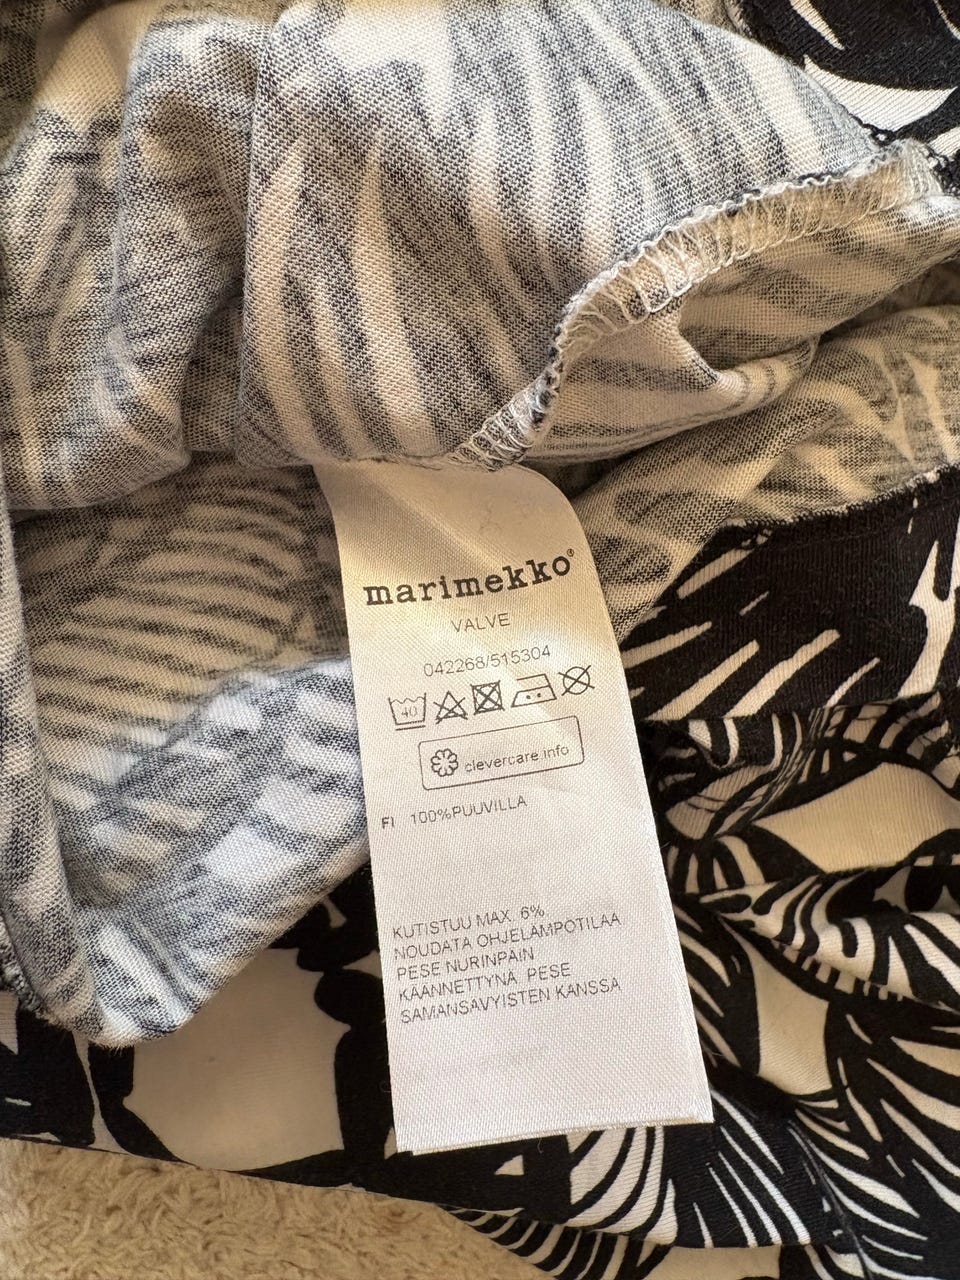 marimekko®
VALVE
042268/515304
40
clevercare.info
FI 100%PUUVILLA
KUTISTUU MAX. 6%
NOUDATA OHJELÄMPÖTILAA
PESE NURINPÄIN
KÄÄNNETTYNÄ. PESE
SAMANSÄVYISTEN KANSSA